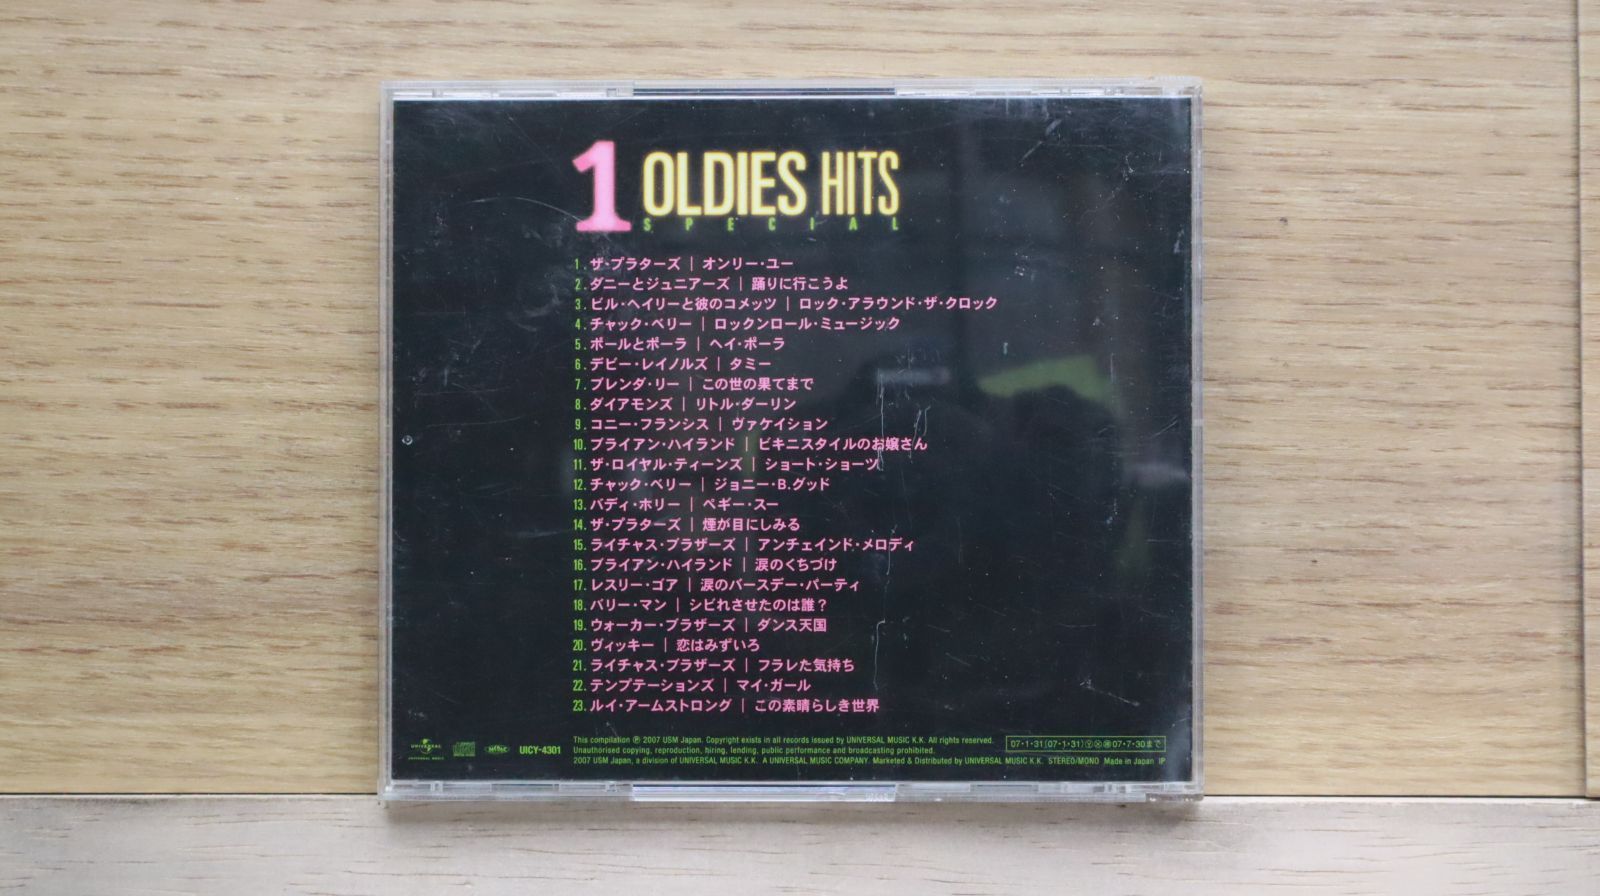 1 OLDIES HITS
SPECIAL
1. ザ・プラターズ | オンリー・ユー
2. ダニーとジュニアーズ | 踊りに行こうよ
3. ビル・ヘイリーと彼のコメッツ | ロック・アラウンド・ザ・クロック
4. チャック・ベリー | ロックンロール・ミュージック
5. ポールとポーラ | ヘイ・ポーラ
6. デビー・レイノルズ | タミー
7. ブレンダ・リー | この世の果てまで
8. ダイアモンズ | リトル・ダーリン
9. コニー・フランシス | ヴァケイション
10. ブライアン・ハイランド | ビキニスタイルのお嬢さん
11. ザ・ロイヤル・ティーンズ | ショート・ショーツ
12. チャック・ベリー | ジョニー・B.グッド
13. バディ・ホリー | ペギー・スー
14. ザ・プラターズ | 煙が目にしみる
15. ライチャス・ブラザーズ | アンチェインド・メロディ
16. ブライアン・ハイランド | 涙のくちづけ
17. レスリー・ゴア | 涙のバースデー・パーティ
18. バリー・マン | シビれさせたのは誰？
19. ウォーカー・ブラザーズ | ダンス天国
20. ヴィッキー | 恋はみずいろ
21. ライチャス・ブラザーズ | フラレた気持ち
22. テンプテーションズ | マイ・ガール
23. ルイ・アームストロング | この素晴らしき世界
UNIVERSAL
UNIVERSAL MUSIC
UICY-4301
This compilation Ⓟ 2007 USM Japan. Copyright exists in all records issued by UNIVERSAL MUSIC K.K. All rights reserved.
Unauthorised copying, reproduction, hiring, lending, public performance and broadcasting prohibited.
2007 USM Japan, a division of UNIVERSAL MUSIC K.K. A UNIVERSAL MUSIC COMPANY. Marketed & Distributed by UNIVERSAL MUSIC K.K. STEREO/MONO Made in Japan IP
07・1・31(07・1・31)07・7・30まで